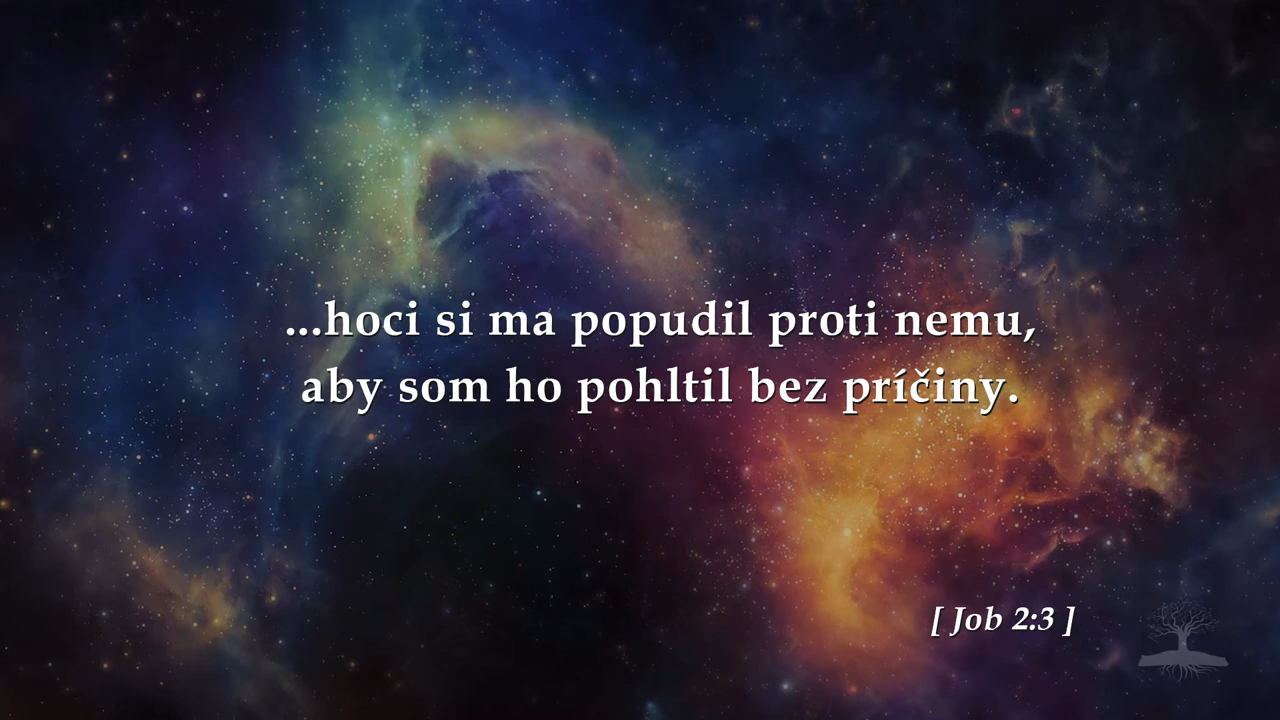 ...hoci si ma popudil proti nemu,
aby som ho pohltil bez príčiny.
[ Job 2:3 ]